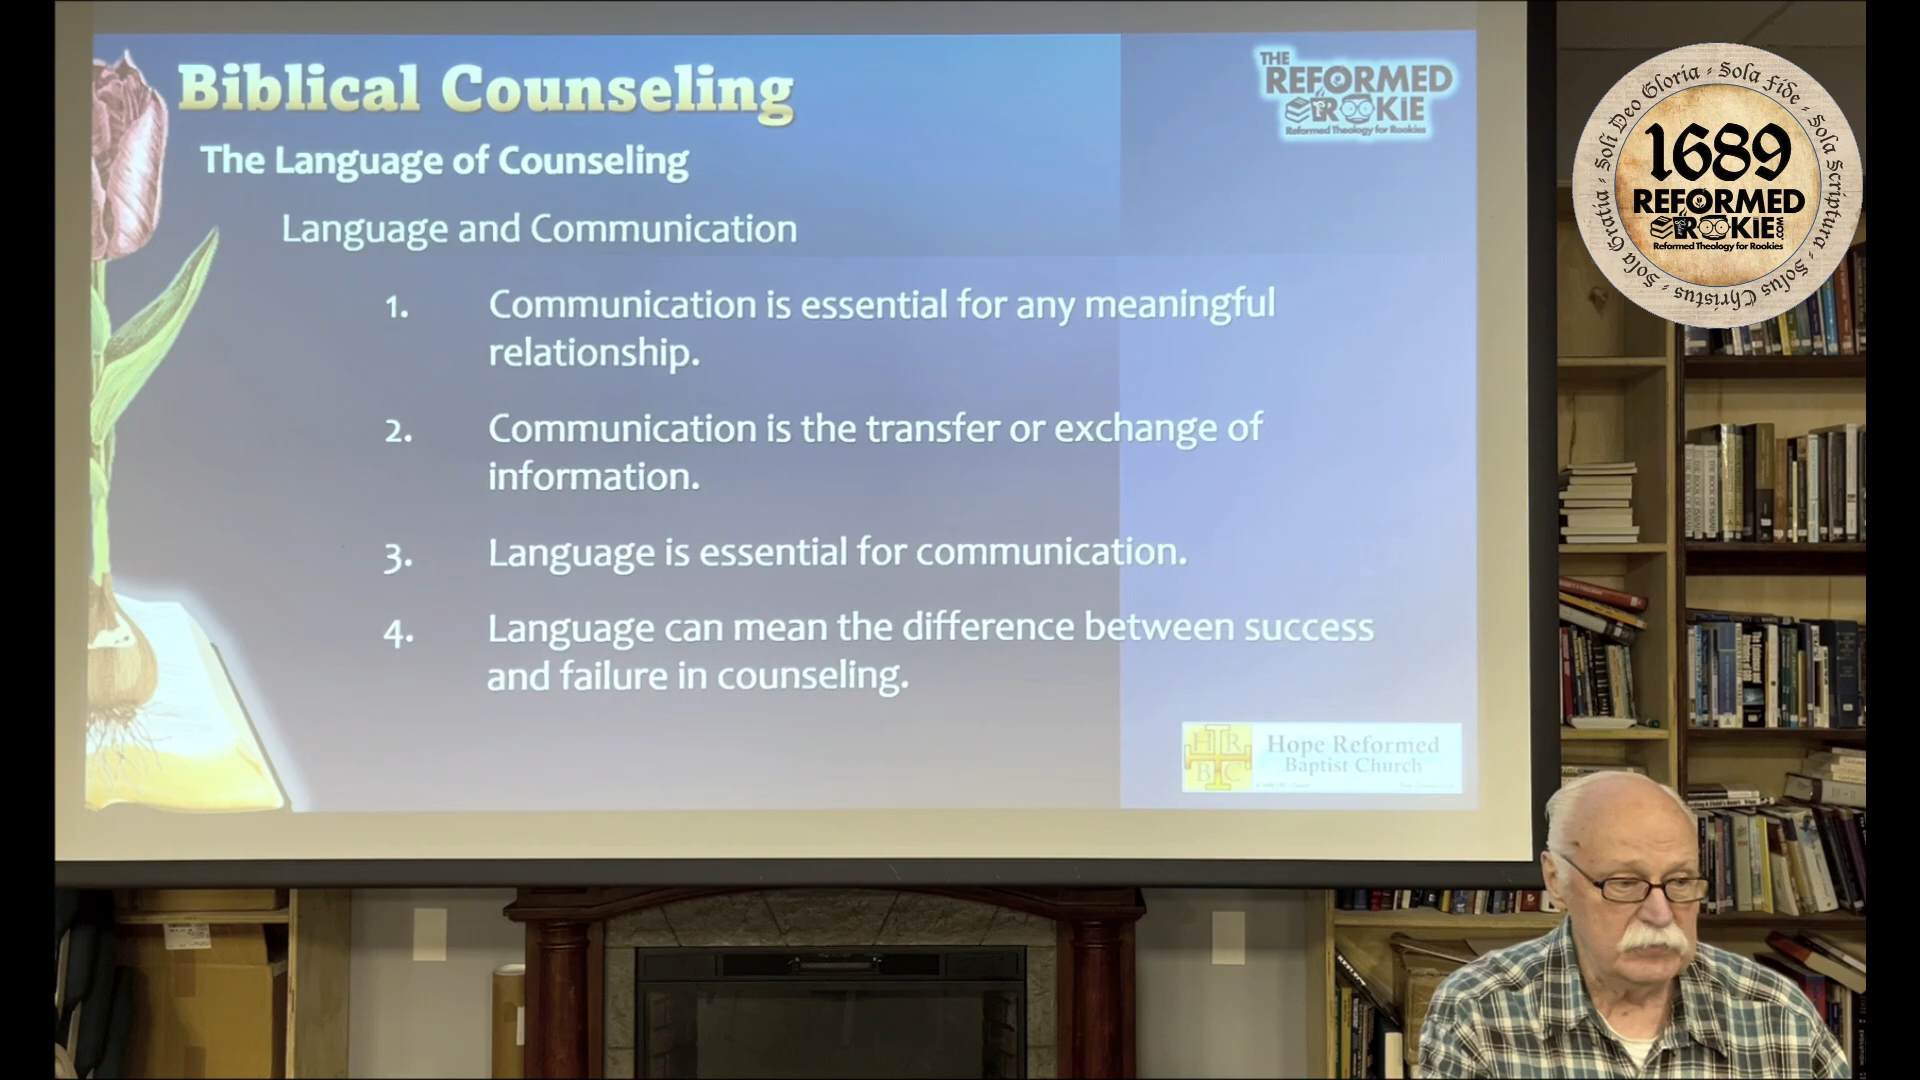 Biblical Counseling
The Language of Counseling
Language and Communication
1. Communication is essential for any meaningful
relationship.
2. Communication is the transfer or exchange of
information.
3. Language is essential for communication.
4. Language can mean the difference between success
and failure in counseling.
THE
REFORMED
ROOKIE
Reformed Theology for Rookies
HR
BC
Hope Reformed
Baptist Church
Soli Deo Gloria - Sola Fide - Sola Scriptura - Solus Christus - Sola Gratia -
1689
REFORMED
ROOKIE.COM
Reformed Theology for Rookies